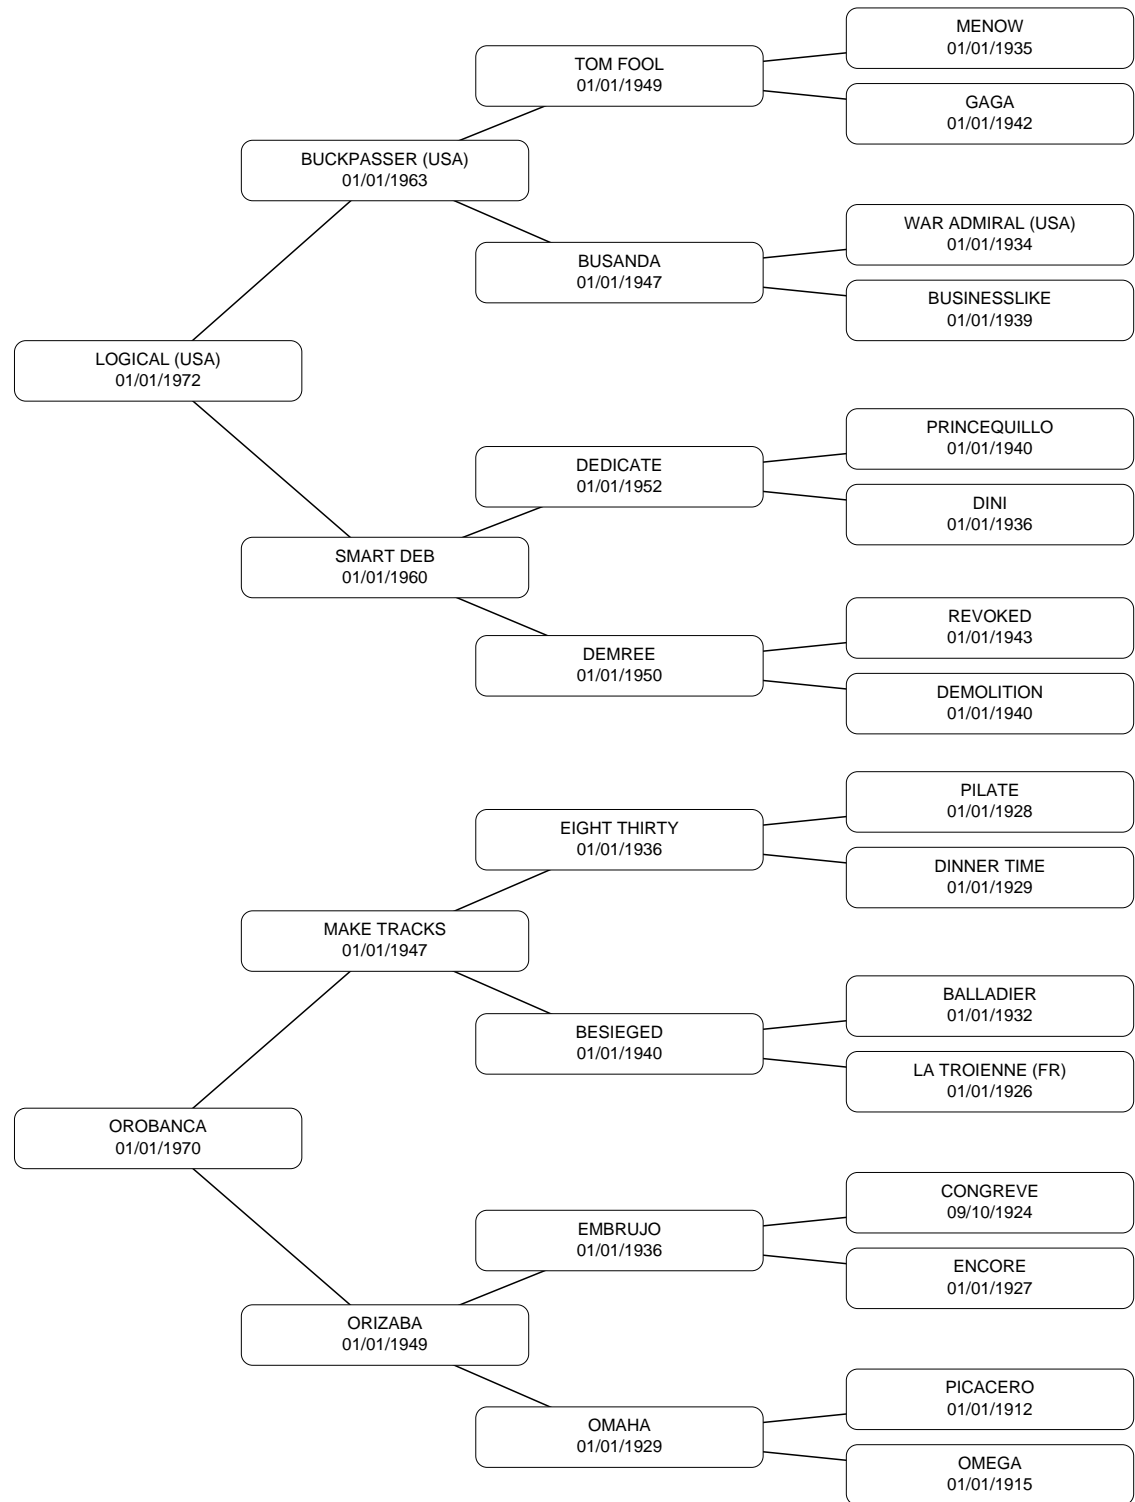 MENOW
01/01/1935
TOM FOOL
01/01/1949
GAGA
01/01/1942
BUCKPASSER (USA)
01/01/1963
WAR ADMIRAL (USA)
01/01/1934
BUSANDA
01/01/1947
BUSINESSLIKE
01/01/1939
LOGICAL (USA)
01/01/1972
PRINCEQUILLO
01/01/1940
DEDICATE
01/01/1952
DINI
01/01/1936
SMART DEB
01/01/1960
REVOKED
01/01/1943
DEMREE
01/01/1950
DEMOLITION
01/01/1940
PILATE
01/01/1928
EIGHT THIRTY
01/01/1936
DINNER TIME
01/01/1929
MAKE TRACKS
01/01/1947
BALLADIER
01/01/1932
BESIEGED
01/01/1940
LA TROIENNE (FR)
01/01/1926
OROBANCA
01/01/1970
CONGREVE
09/10/1924
EMBRUJO
01/01/1936
ENCORE
01/01/1927
ORIZABA
01/01/1949
PICACERO
01/01/1912
OMAHA
01/01/1929
OMEGA
01/01/1915